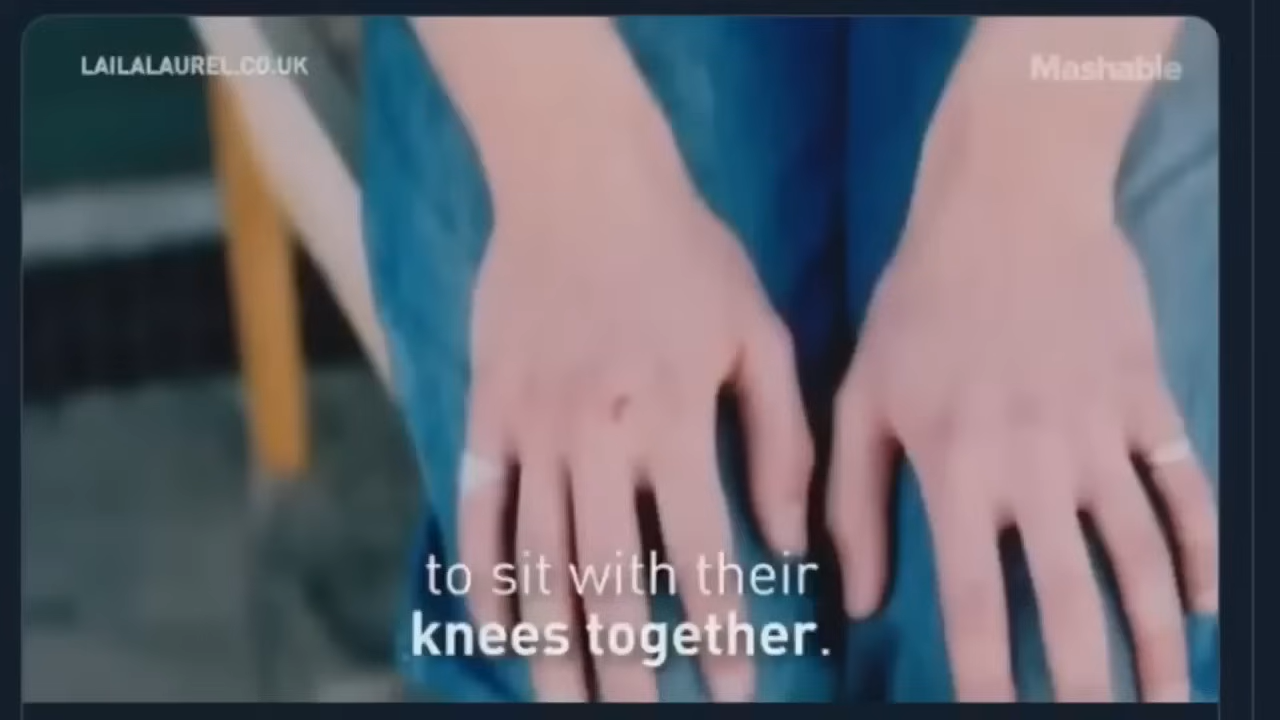 LAILALAUREL.CO.UK
Mashable
to sit with their
knees together.